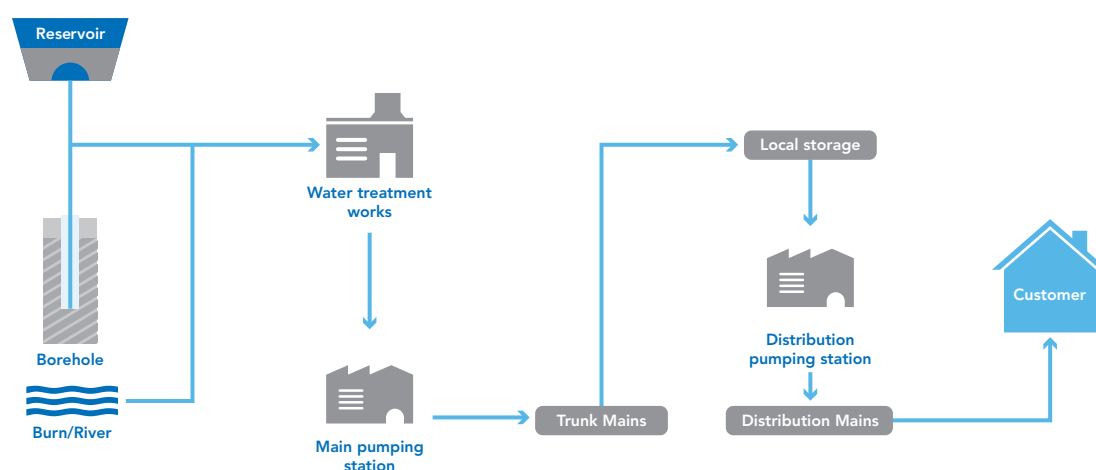 Reservoir
Water treatment
works
Local storage
Borehole
Burn/River
Main pumping
station
Trunk Mains
Distribution
pumping station
Distribution Mains
Customer